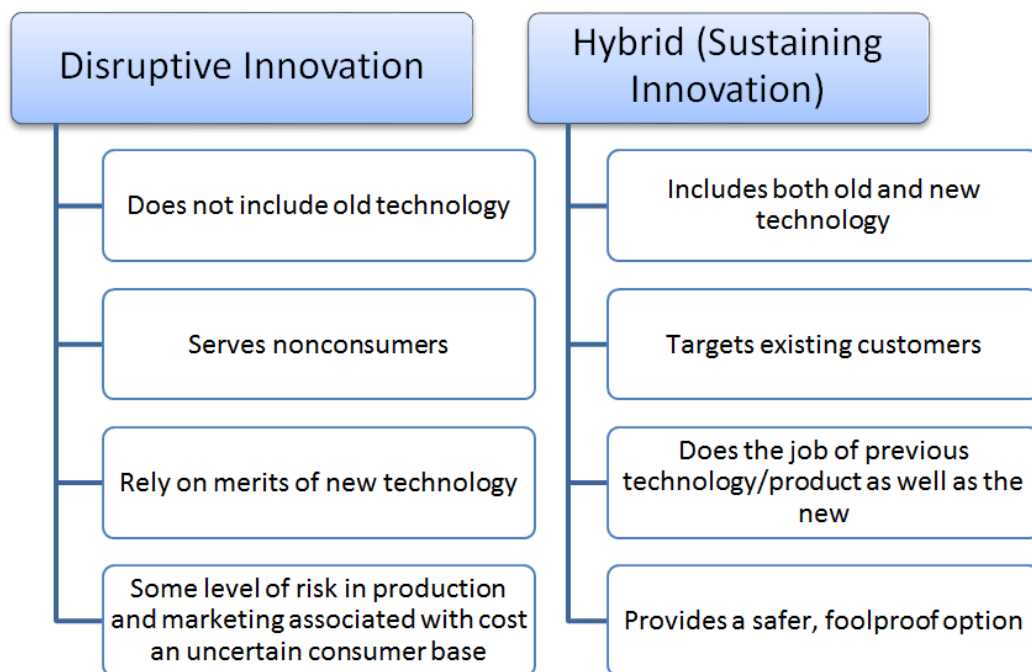 Disruptive Innovation
Does not include old technology
Serves nonconsumers
Rely on merits of new technology
Some level of risk in production
and marketing associated with cost
an uncertain consumer base
Hybrid (Sustaining
Innovation)
Includes both old and new
technology
Targets existing customers
Does the job of previous
technology/product as well as the
new
Provides a safer, foolproof option